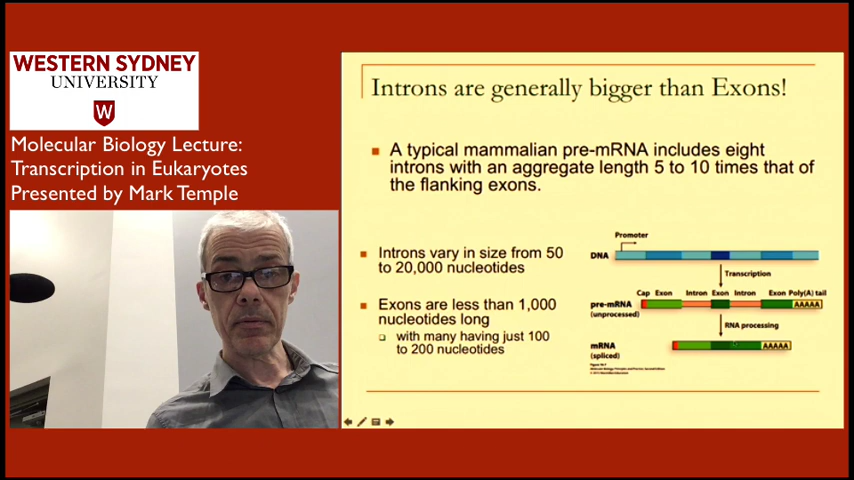 WESTERN SYDNEY
UNIVERSITY
W
Molecular Biology Lecture:
Transcription in Eukaryotes
Presented by Mark Temple
Introns are generally bigger than Exons!
A typical mammalian pre-mRNA includes eight
introns with an aggregate length 5 to 10 times that of
the flanking exons.
Introns vary in size from 50
to 20,000 nucleotides
Exons are less than 1,000
nucleotides long
with many having just 100
to 200 nucleotides
Promoter
DNA
Transcription
Cap Exon Intron Exon Intron Exon Poly(A) tail
pre-mRNA
(unprocessed)
AAAAA
RNA processing
mRNA
(spliced)
AAAAA